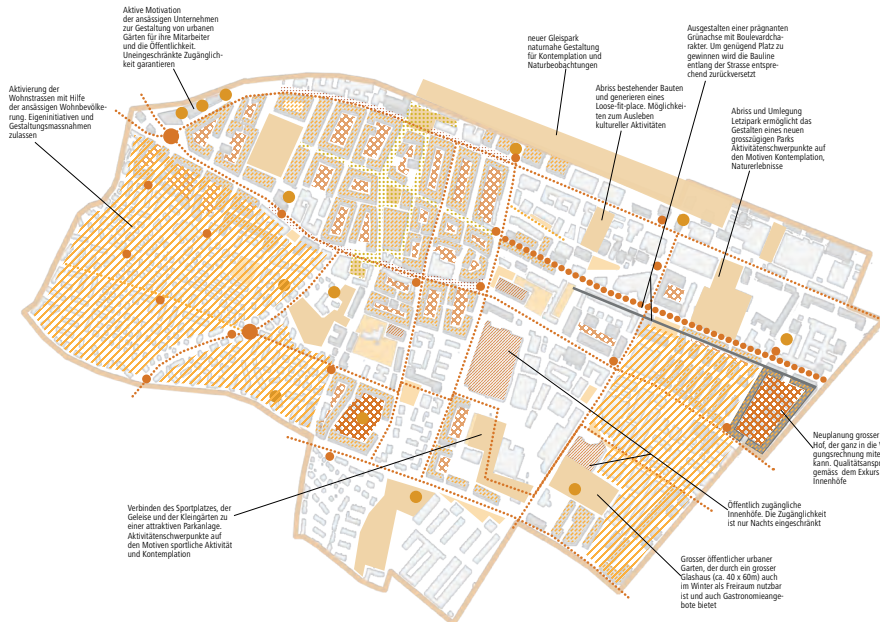 Aktive Motivation
der ansässigen Unternehmen
zur Gestaltung von urbanen
Gärten für ihre Mitarbeiter
und die Öffentlichkeit.
Uneingeschränkte Zugänglich-
keit garantieren
Aktivierung der
Wohnstrassen mit Hilfe
der ansässigen Wohnbevölke-
rung. Eigeninitiativen und
Gestaltungsmassnahmen
zulassen
neuer Gleispark
naturnahe Gestaltung
für Kontemplation und
Naturbeobachtungen
Abriss bestehender Bauten
und generieren eines
Loose-fit-place. Möglichkei-
ten zum Ausleben
kultureller Aktivitäten
Ausgestalten einer prägnanten
Grünachse mit Boulevardcha-
rakter. Um genügend Platz zu
gewinnen wird die Bauline
entlang der Strasse entspre-
chend zurückversetzt
Abriss und Umlegung
Letzipark ermöglicht das
Gestalten eines neuen
grosszügigen Parks
Aktivitätenschwerpunkte auf
den Motiven Kontemplation,
Naturerlebnisse
Neuplanung grosser
Hof, der ganz in die
gungsrechnung mite
kann. Qualitätsanspr
gemäss dem Exkurs
Innenhöfe
Öffentlich zugängliche
Innenhöfe. Die Zugänglichkeit
ist nur Nachts eingeschränkt
Verbinden des Sportplatzes, der
Geleise und der Kleingärten zu
einer attraktiven Parkanlage.
Aktivitätenschwerpunkte auf
den Motiven sportliche Aktivität
und Kontemplation
Grosser öffentlicher urbaner
Garten, der durch ein grosser
Glashaus (ca. 40 x 60m) auch
im Winter als Freiraum nutzbar
ist und auch Gastronomieange-
bote bietet